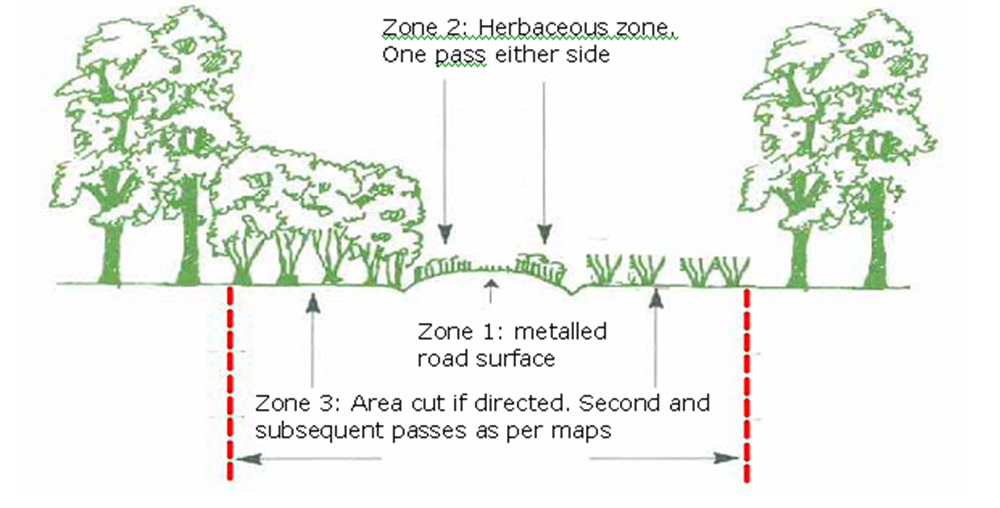 Zone 2: Herbaceous zone.
One pass either side
Zone 1: metalled
road surface
Zone 3: Area cut if directed. Second and
subsequent passes as per maps